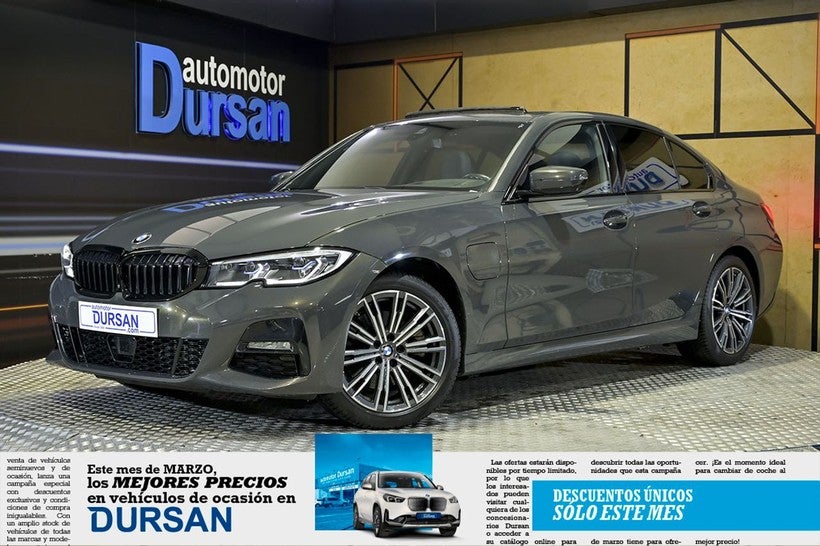 automotor
Dursan
automotor
DURSAN
.com
venta de vehículos
seminuevos y de
ocasión, lanza una
campaña especial
con descuentos
exclusivos y condi-
ciones de compra
inigualables. Con
un amplio stock de
vehículos de todas
las marcas y mode-
Este mes de MARZO,
los MEJORES PRECIOS
en vehículos de ocasión en
DURSAN
automotor Dursan
Las ofertas estarán dispo-
nibles por tiempo limitado,
por lo que
los interesa-
dos pueden
visitar cual-
quiera de los
concesiona-
rios Dursan
o acceder a
su catálogo online para
descubrir todas las oportu-
nidades que esta campaña
de marzo tiene para ofre-
cer. ¡Es el momento ideal
para cambiar de coche al
mejor precio!
DESCUENTOS ÚNICOS
SÓLO ESTE MES